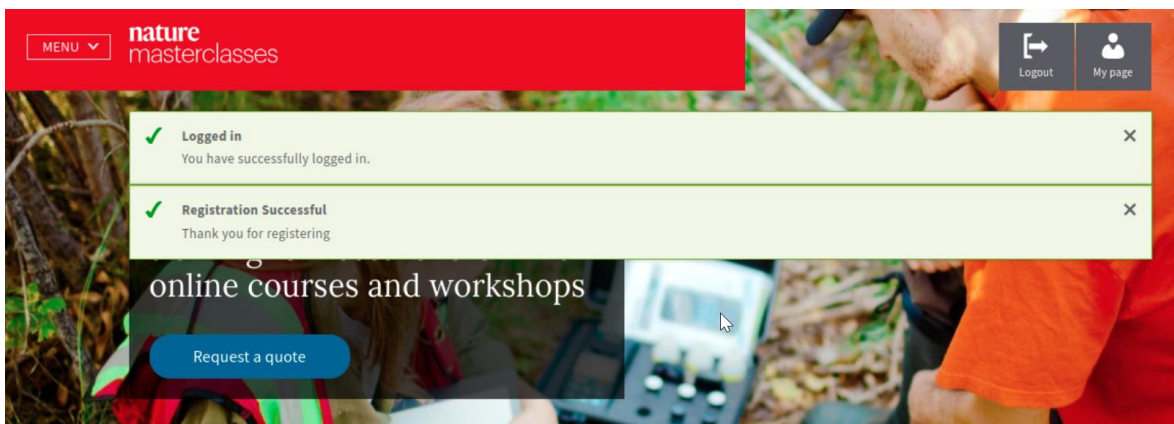 MENU
nature
masterclasses
Logout
My page
Logged in
You have successfully logged in.
Registration Successful
Thank you for registering
online courses and workshops
Request a quote